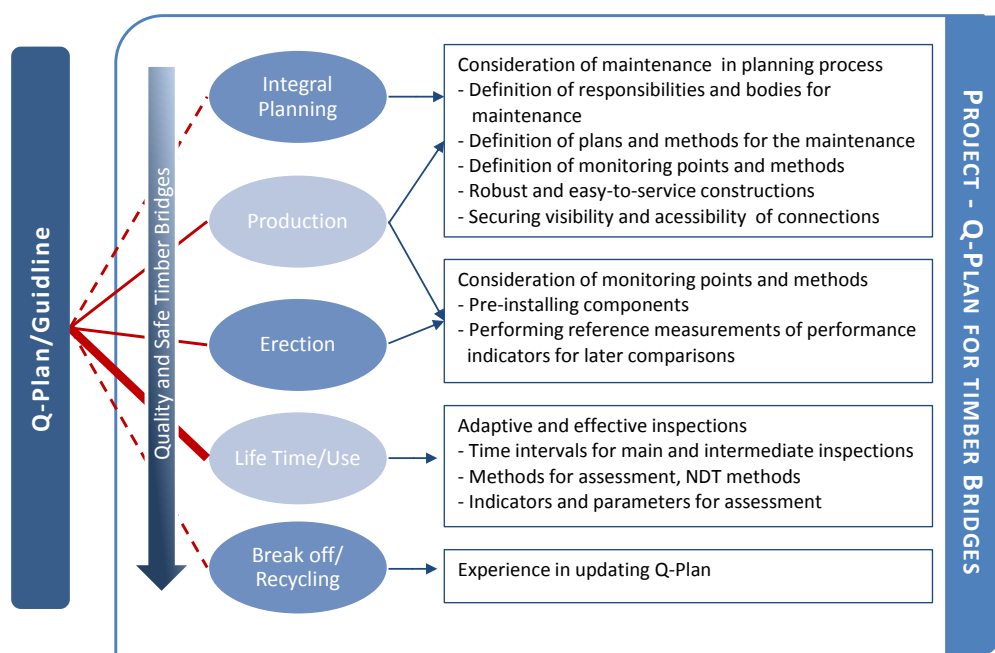 Q-Plan/Guidline
Quality and Safe Timber Bridges
Integral
Planning
Production
Erection
Life Time/Use
Break off/
Recycling
Consideration of maintenance in planning process
- Definition of responsibilities and bodies for
maintenance
- Definition of plans and methods for the maintenance
- Definition of monitoring points and methods
- Robust and easy-to-service constructions
- Securing visibility and acessibility of connections
Consideration of monitoring points and methods
- Pre-installing components
- Performing reference measurements of performance
indicators for later comparisons
Adaptive and effective inspections
- Time intervals for main and intermediate inspections
- Methods for assessment, NDT methods
- Indicators and parameters for assessment
Experience in updating Q-Plan
PROJECT - Q-PLAN FOR TIMBER BRIDGES